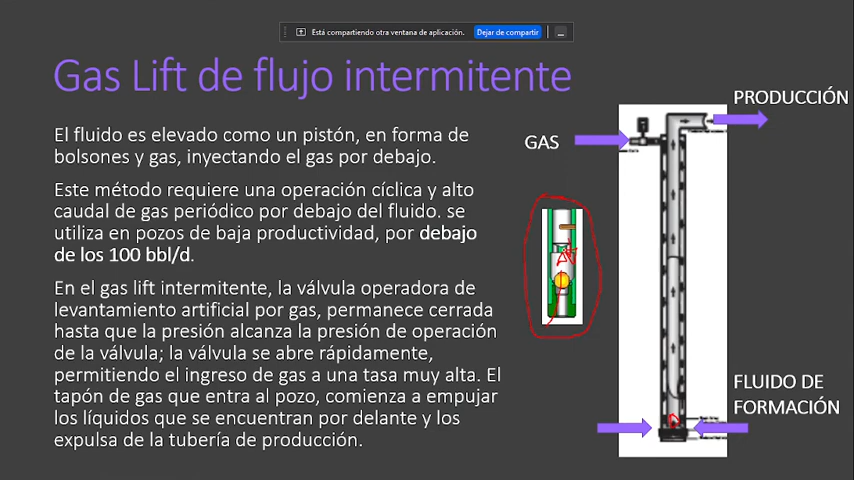 Está compartiendo otra ventana de aplicación.
Dejar de compartir
Gas Lift de flujo intermitente
El fluido es elevado como un pistón, en forma de
bolsones y gas, inyectando el gas por debajo.
Este método requiere una operación cíclica y alto
caudal de gas periódico por debajo del fluido. se
utiliza en pozos de baja productividad, por debajo
de los 100 bbl/d.
En el gas lift intermitente, la válvula operadora de
levantamiento artificial por gas, permanece cerrada
hasta que la presión alcanza la presión de operación
de la válvula; la válvula se abre rápidamente,
permitiendo el ingreso de gas a una tasa muy alta. El
tapón de gas que entra al pozo, comienza a empujar
los líquidos que se encuentran por delante y los
expulsa de la tubería de producción.
PRODUCCIÓN
GAS
FLUIDO DE
FORMACIÓN